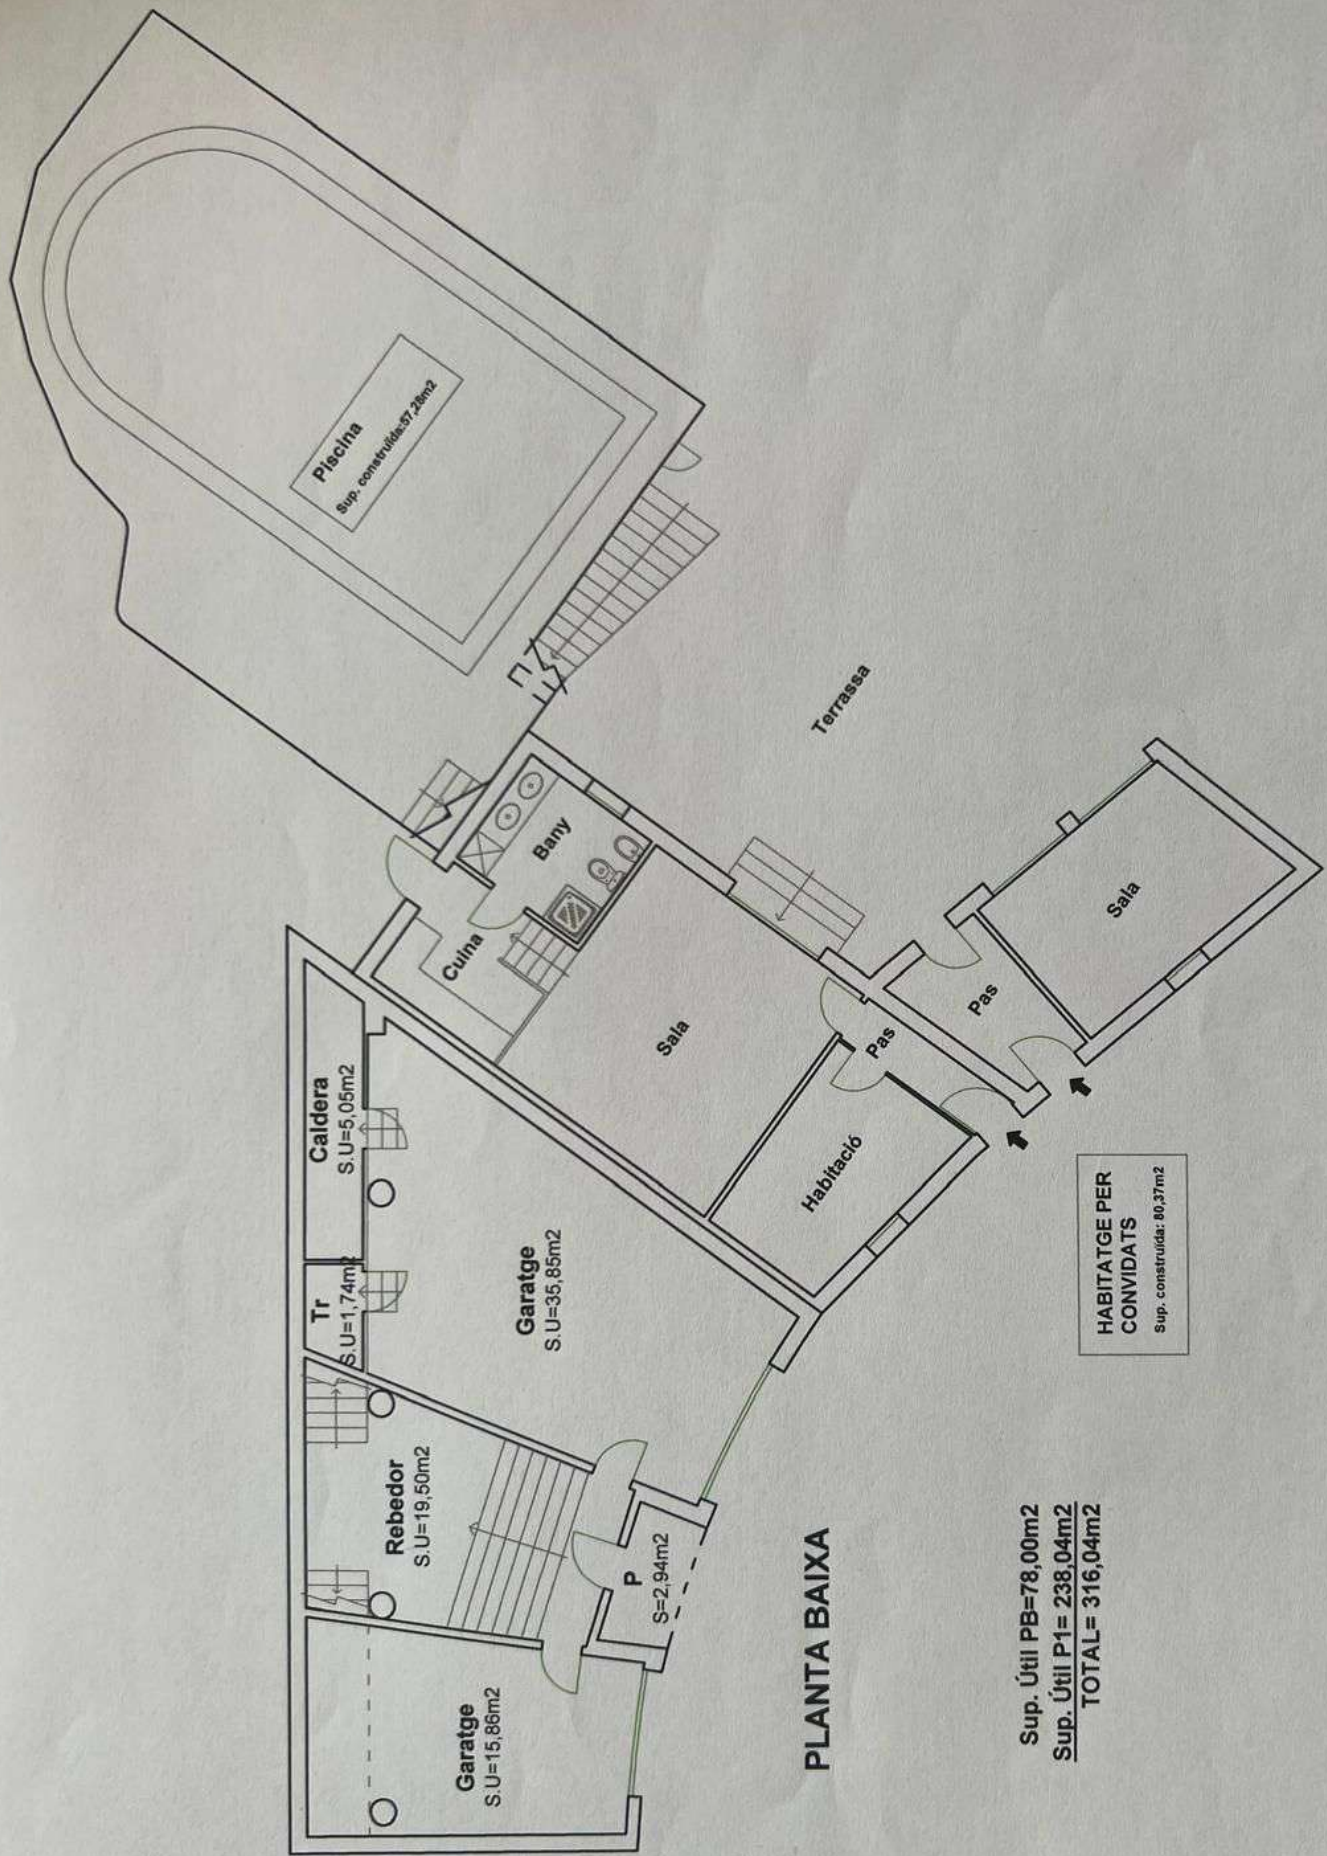 Piscina
Sup. construïda:57,28m2
Terrassa
Caldera
S.U=5,05m2
Tr
S.U=1,74m2
Rebedor
S.U=19,50m2
Garatge
S.U=15,86m2
Garatge
S.U=35,85m2
P
S=2,94m2
Cuina
Bany
Sala
Habitació
Pas
Pas
Sala
HABITATGE PER
CONVIDATS
Sup. construïda: 80,37m2
PLANTA BAIXA
Sup. Útil PB=78,00m2
Sup. Útil P1= 238,04m2
TOTAL= 316,04m2